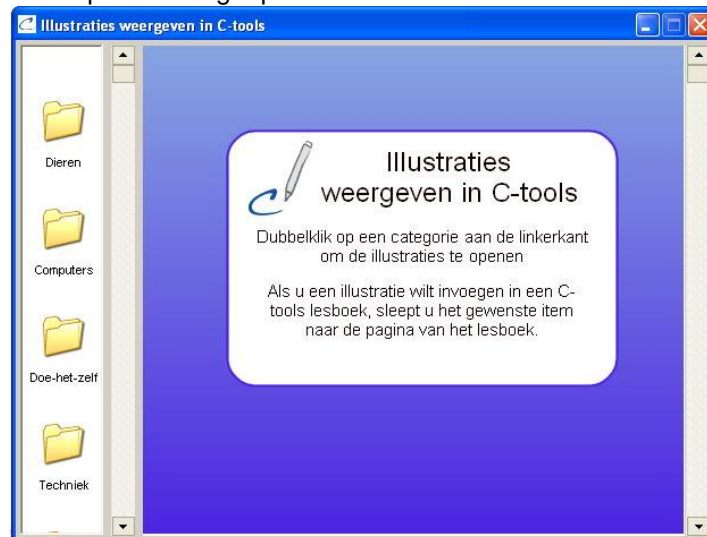 Illustraties weergeven in C-tools
Dieren
Computers
Doe-het-zelf
Techniek
Illustraties
weergeven in C-tools
Dubbelklik op een categorie aan de linkerkant
om de illustraties te openen
Als u een illustratie wilt invoegen in een C-
tools lesboek, sleept u het gewenste item
naar de pagina van het lesboek.